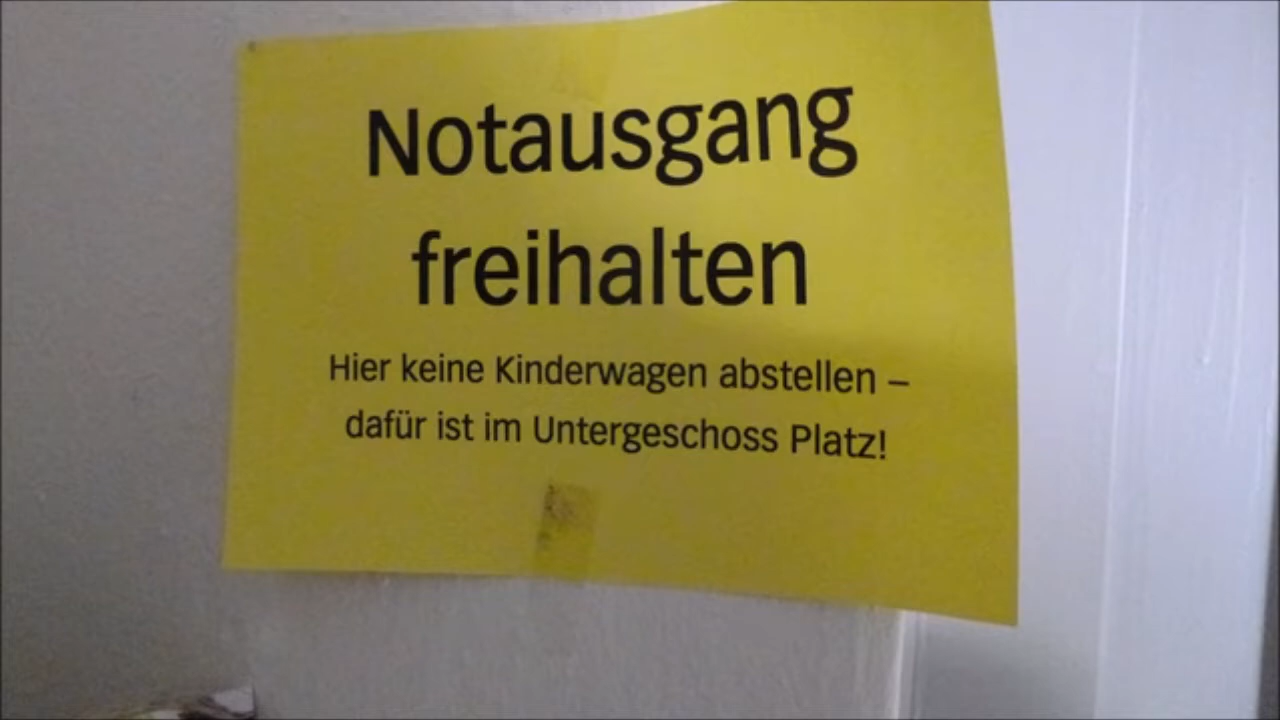 Notausgang
freihalten
Hier keine Kinderwagen abstellen –
dafür ist im Untergeschoss Platz!